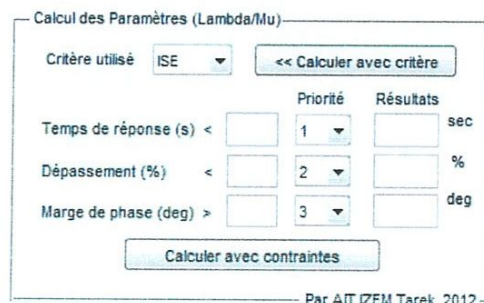 Calcul des Paramètres (Lambda/Mu)
Critère utilisé ISE << Calculer avec critère
Priorité Résultats
Temps de réponse (s) < 1 sec
Dépassement (%) < 2 %
Marge de phase (deg) > 3 deg
Calculer avec contraintes
Par AIT IZEM Tarek, 2012